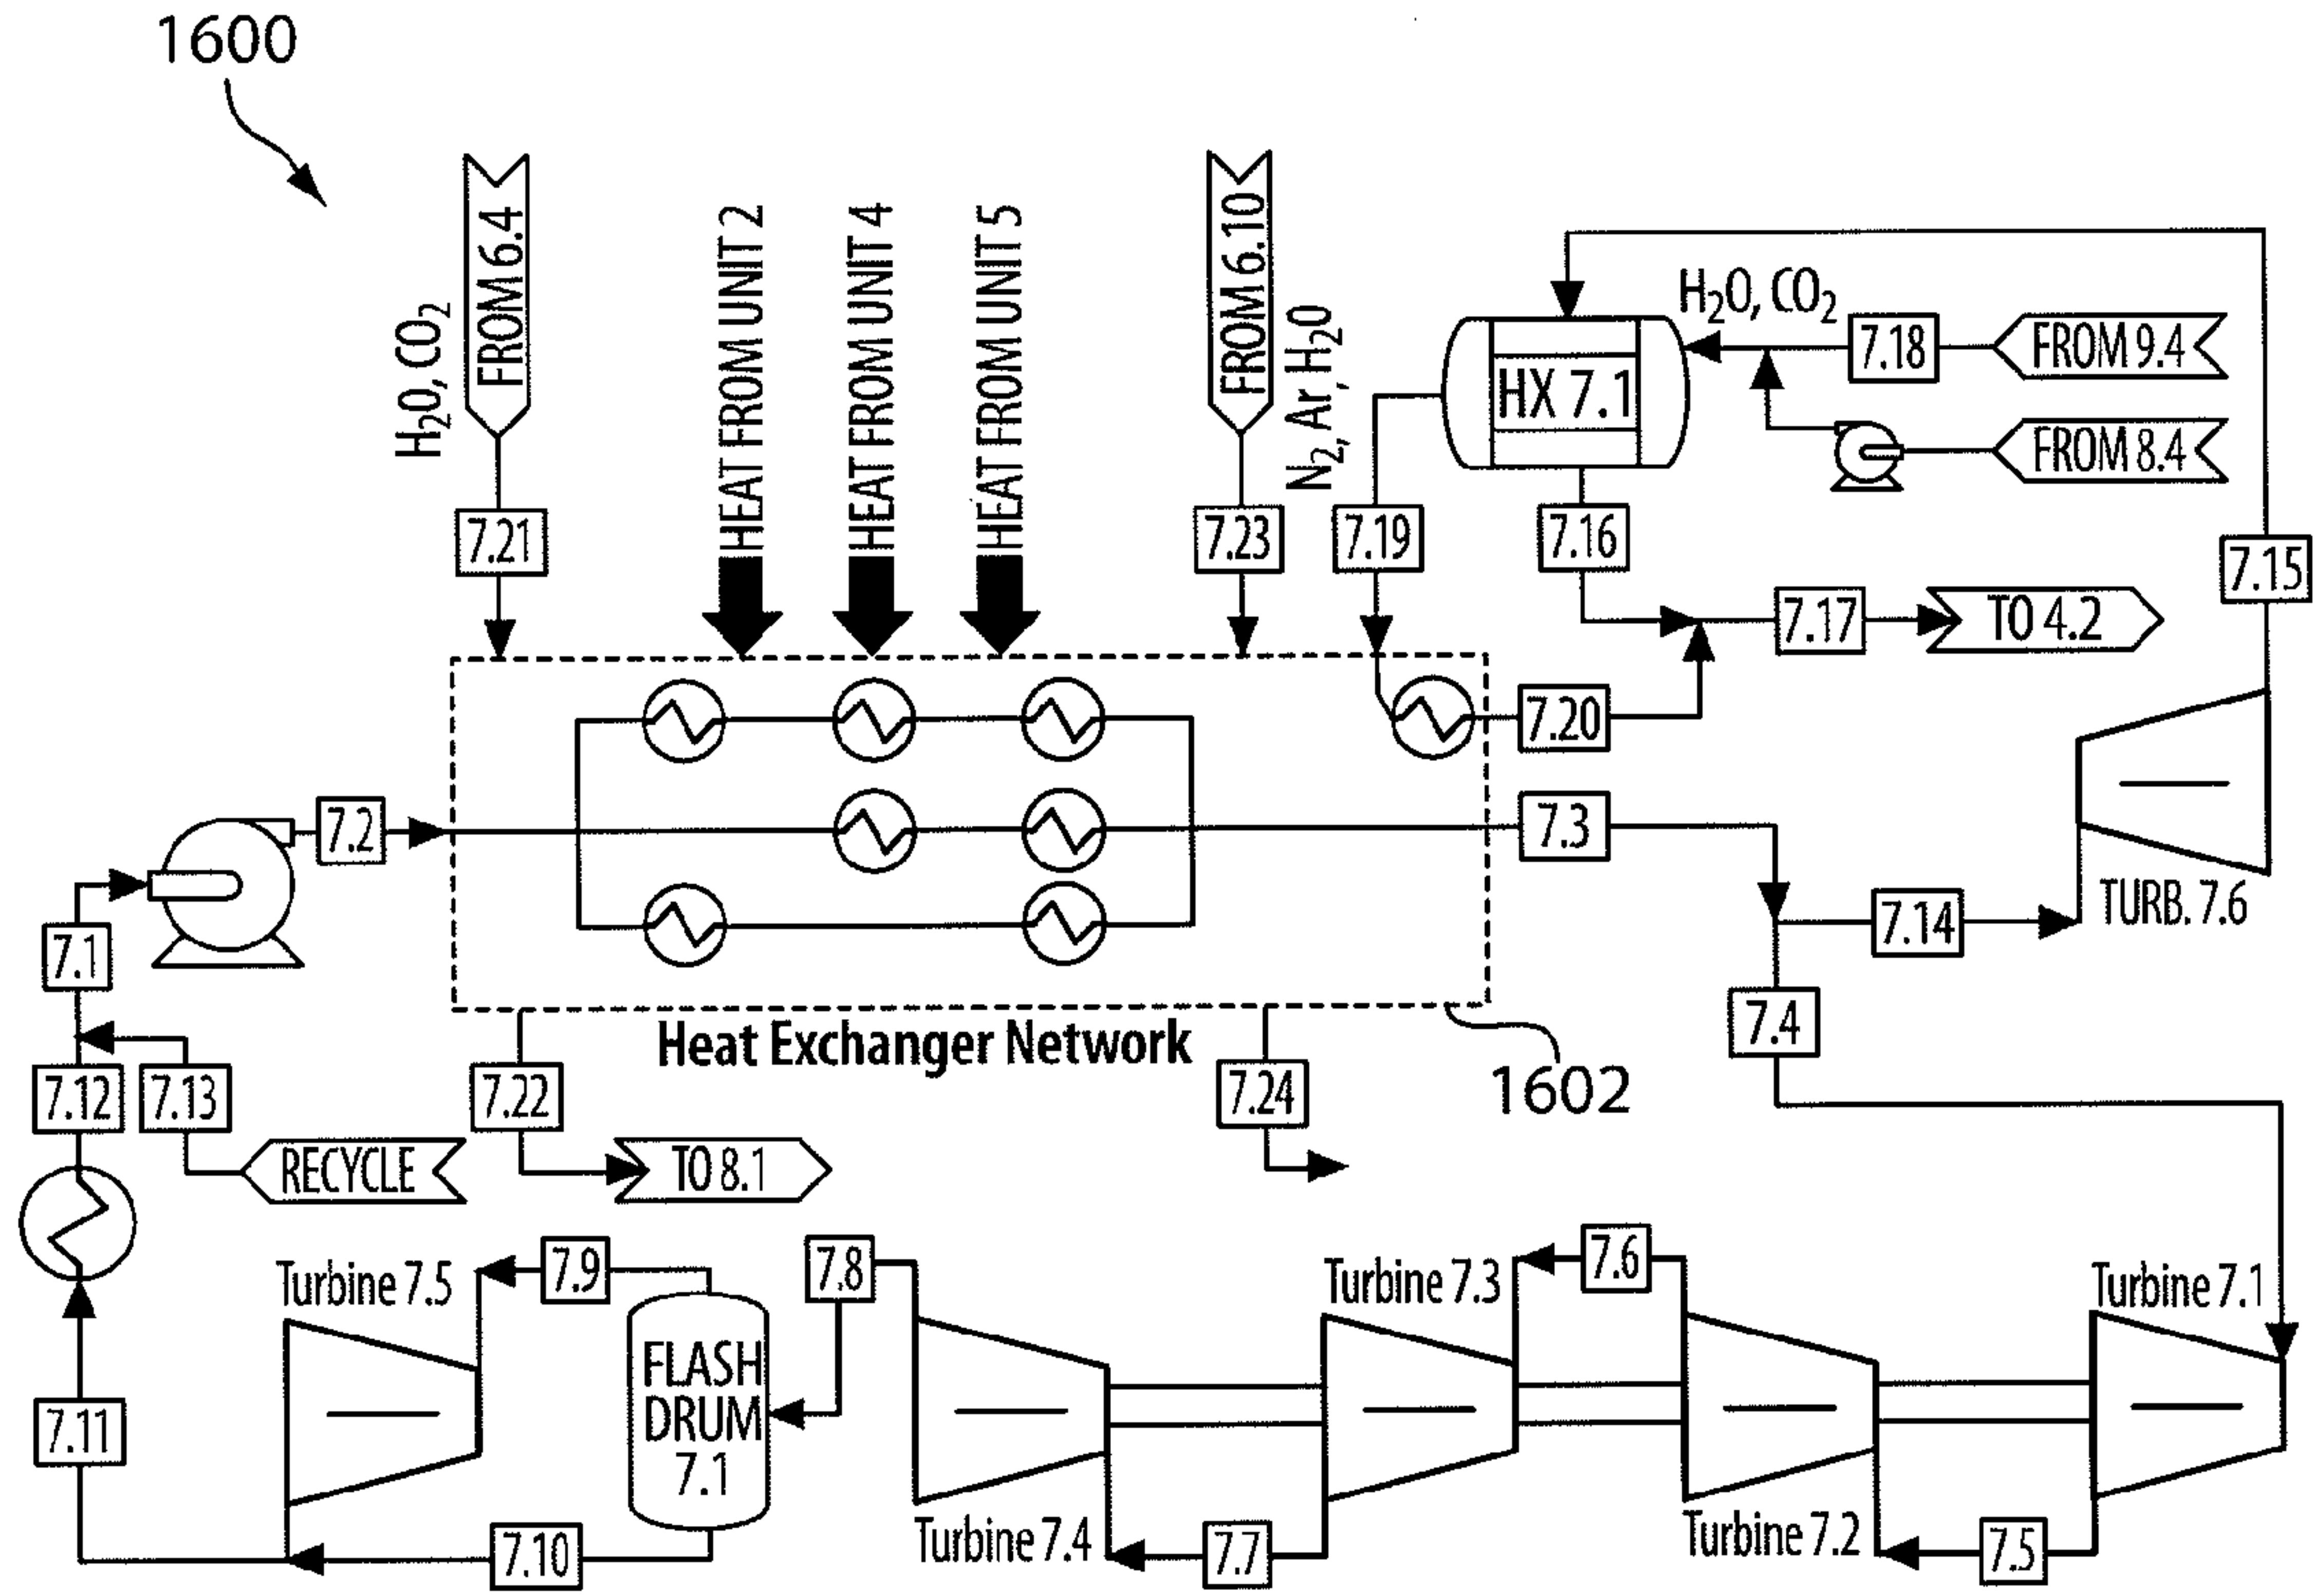 1600
FROM 6.4
H₂O, CO₂
HEAT FROM UNIT 2
HEAT FROM UNIT 4
HEAT FROM UNIT 5
FROM 6.10
N₂, Ar, H₂O
H₂O, CO₂
7.18
FROM 9.4
HX 7.1
FROM 8.4
7.21
7.23
7.19
7.16
7.15
7.17
TO 4.2
7.20
7.2
7.3
7.1
7.14
TURB. 7.6
7.4
Heat Exchanger Network
1602
7.12
7.13
7.22
7.24
RECYCLE
TO 8.1
Turbine 7.5
7.9
7.8
Turbine 7.3
7.6
Turbine 7.1
FLASH
DRUM
7.1
7.11
7.10
Turbine 7.4
7.7
Turbine 7.2
7.5